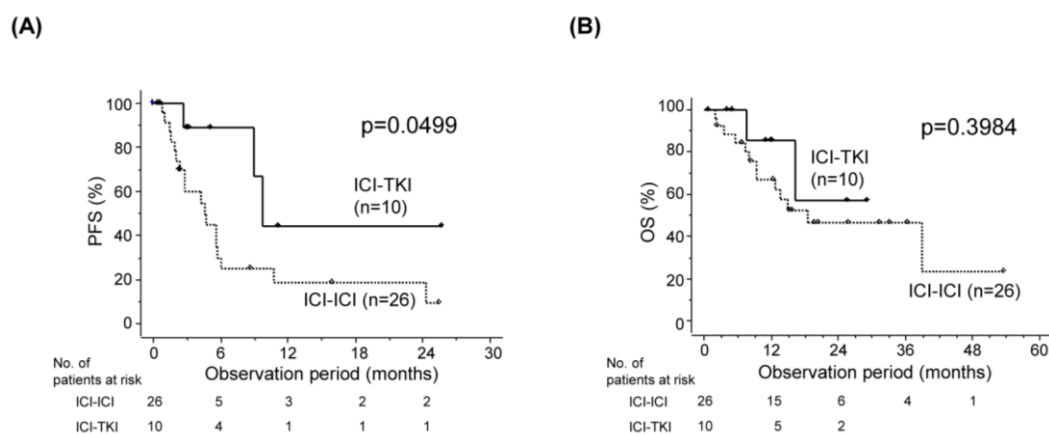 (A)
PFS (%)
100
80
60
40
20
0
p=0.0499
ICI-TKI
(n=10)
ICI-ICI (n=26)
0 6 12 18 24 30
Observation period (months)
No. of
patients at risk
ICI-ICI 26 5 3 2 2
ICI-TKI 10 4 1 1 1
(B)
OS (%)
100
80
60
40
20
0
p=0.3984
ICI-TKI
(n=10)
ICI-ICI (n=26)
0 12 24 36 48 60
Observation period (months)
No. of
patients at risk
ICI-ICI 26 15 6 4 1
ICI-TKI 10 5 2